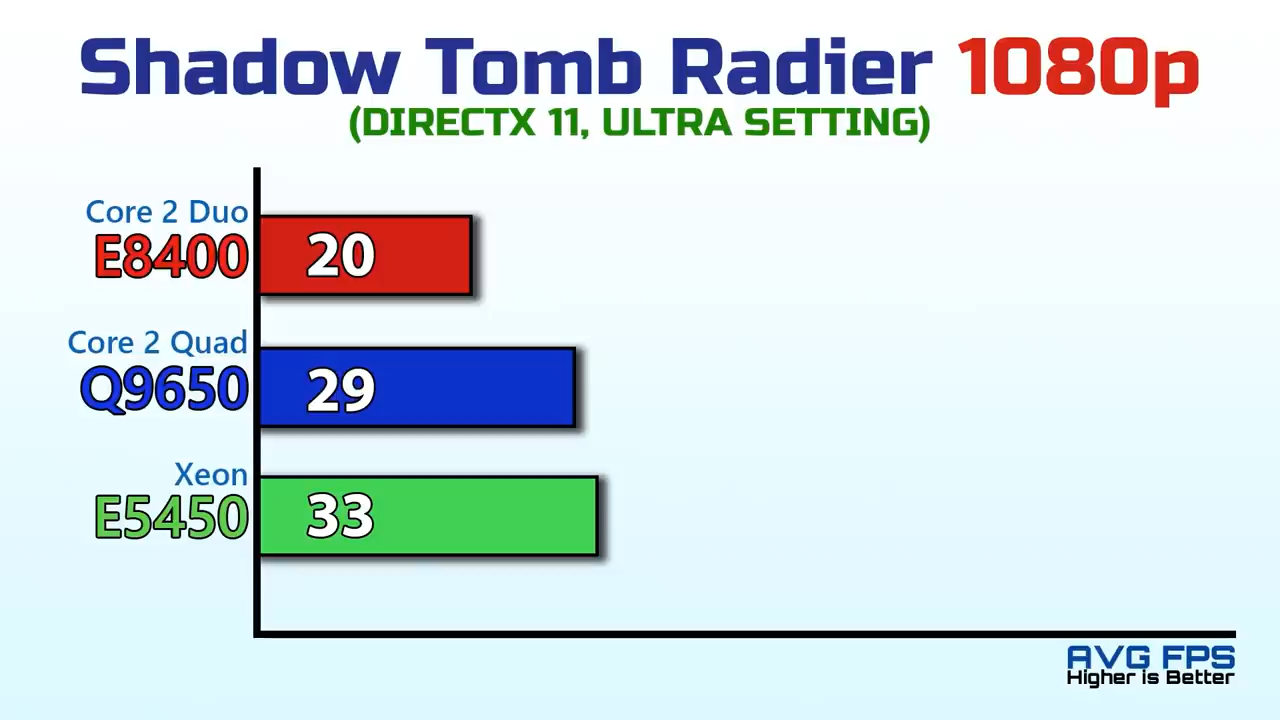 Shadow Tomb Radier 1080p
(DIRECTX 11, ULTRA SETTING)
Core 2 Duo
E8400
20
Core 2 Quad
Q9650
29
Xeon
E5450
33
AVG FPS
Higher is Better